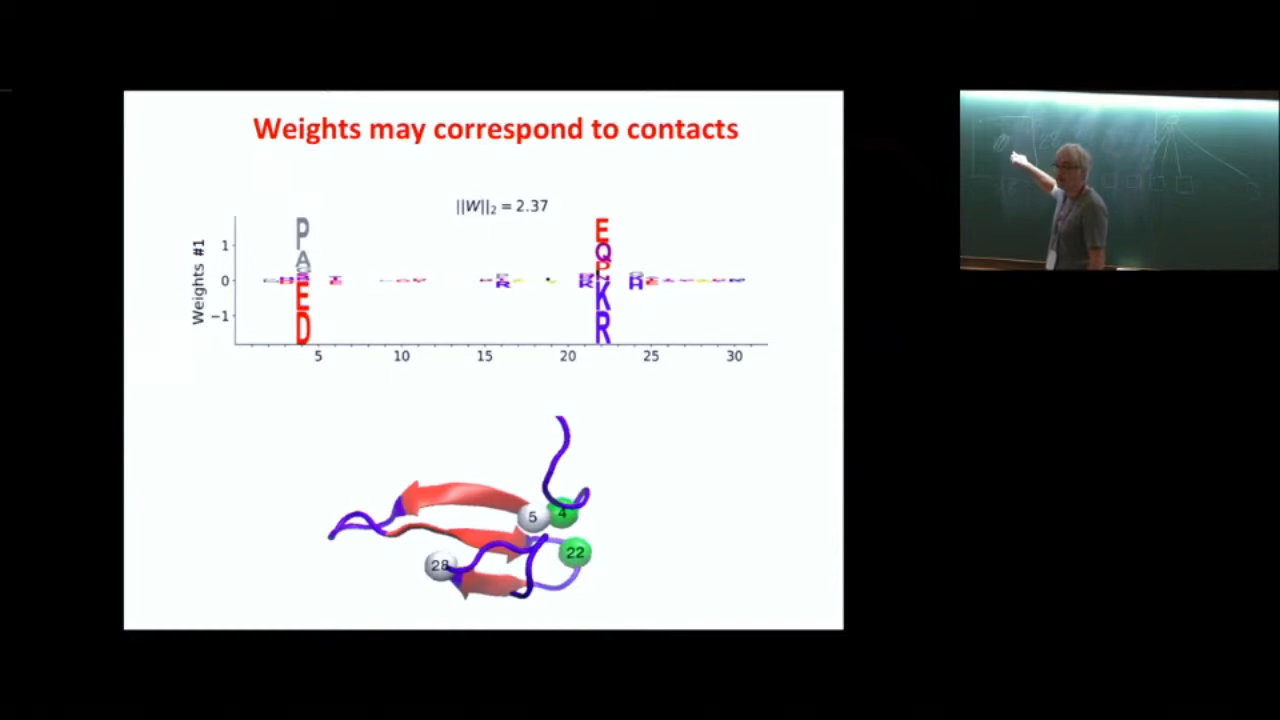 Weights may correspond to contacts
||W||₂ = 2.37
Weights #1
1
0
−1
P
A
E
D
E
Q
K
R
5
10
15
20
25
30
5
4
22
28